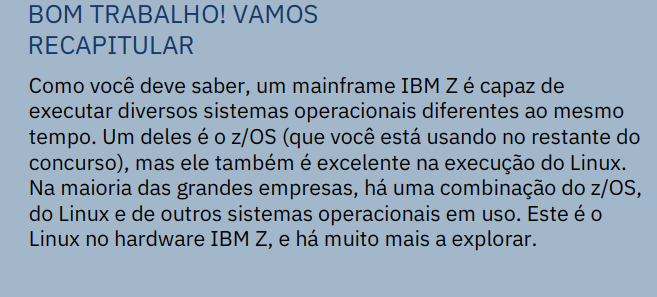 BOM TRABALHO! VAMOS
RECAPITULAR
Como você deve saber, um mainframe IBM Z é capaz de
executar diversos sistemas operacionais diferentes ao mesmo
tempo. Um deles é o z/OS (que você está usando no restante do
concurso), mas ele também é excelente na execução do Linux.
Na maioria das grandes empresas, há uma combinação do z/OS,
do Linux e de outros sistemas operacionais em uso. Este é o
Linux no hardware IBM Z, e há muito mais a explorar.